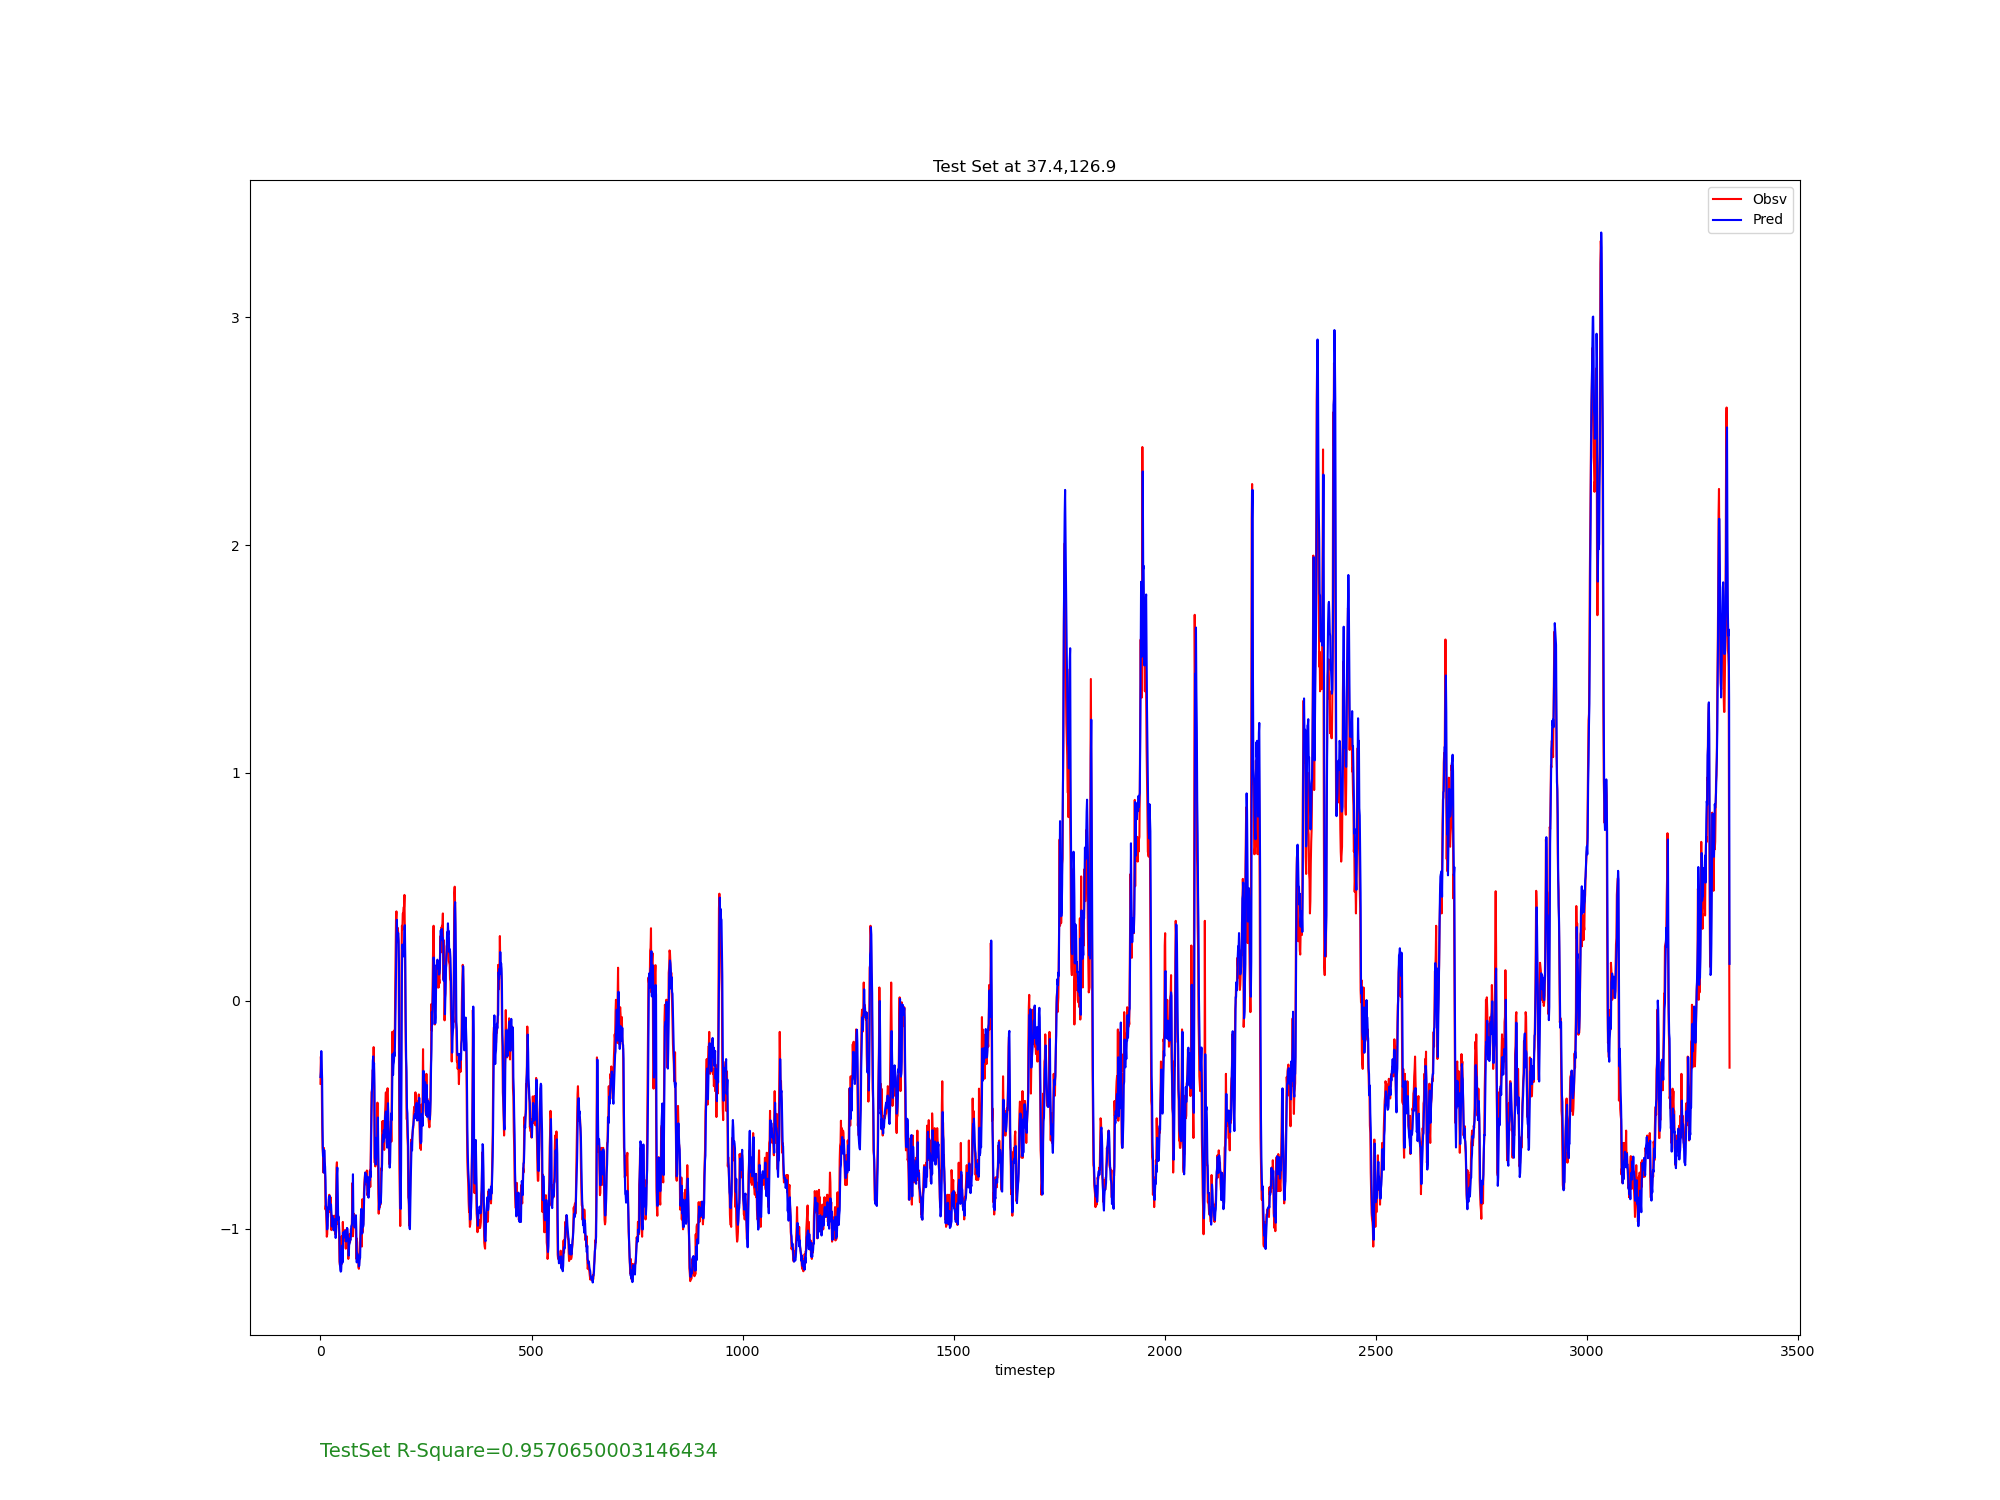 Test Set at 37.4,126.9
Obsv
Pred
3
2
1
0
−1
0 500 1000 1500 2000 2500 3000 3500
timestep
TestSet R-Square=0.9570650003146434